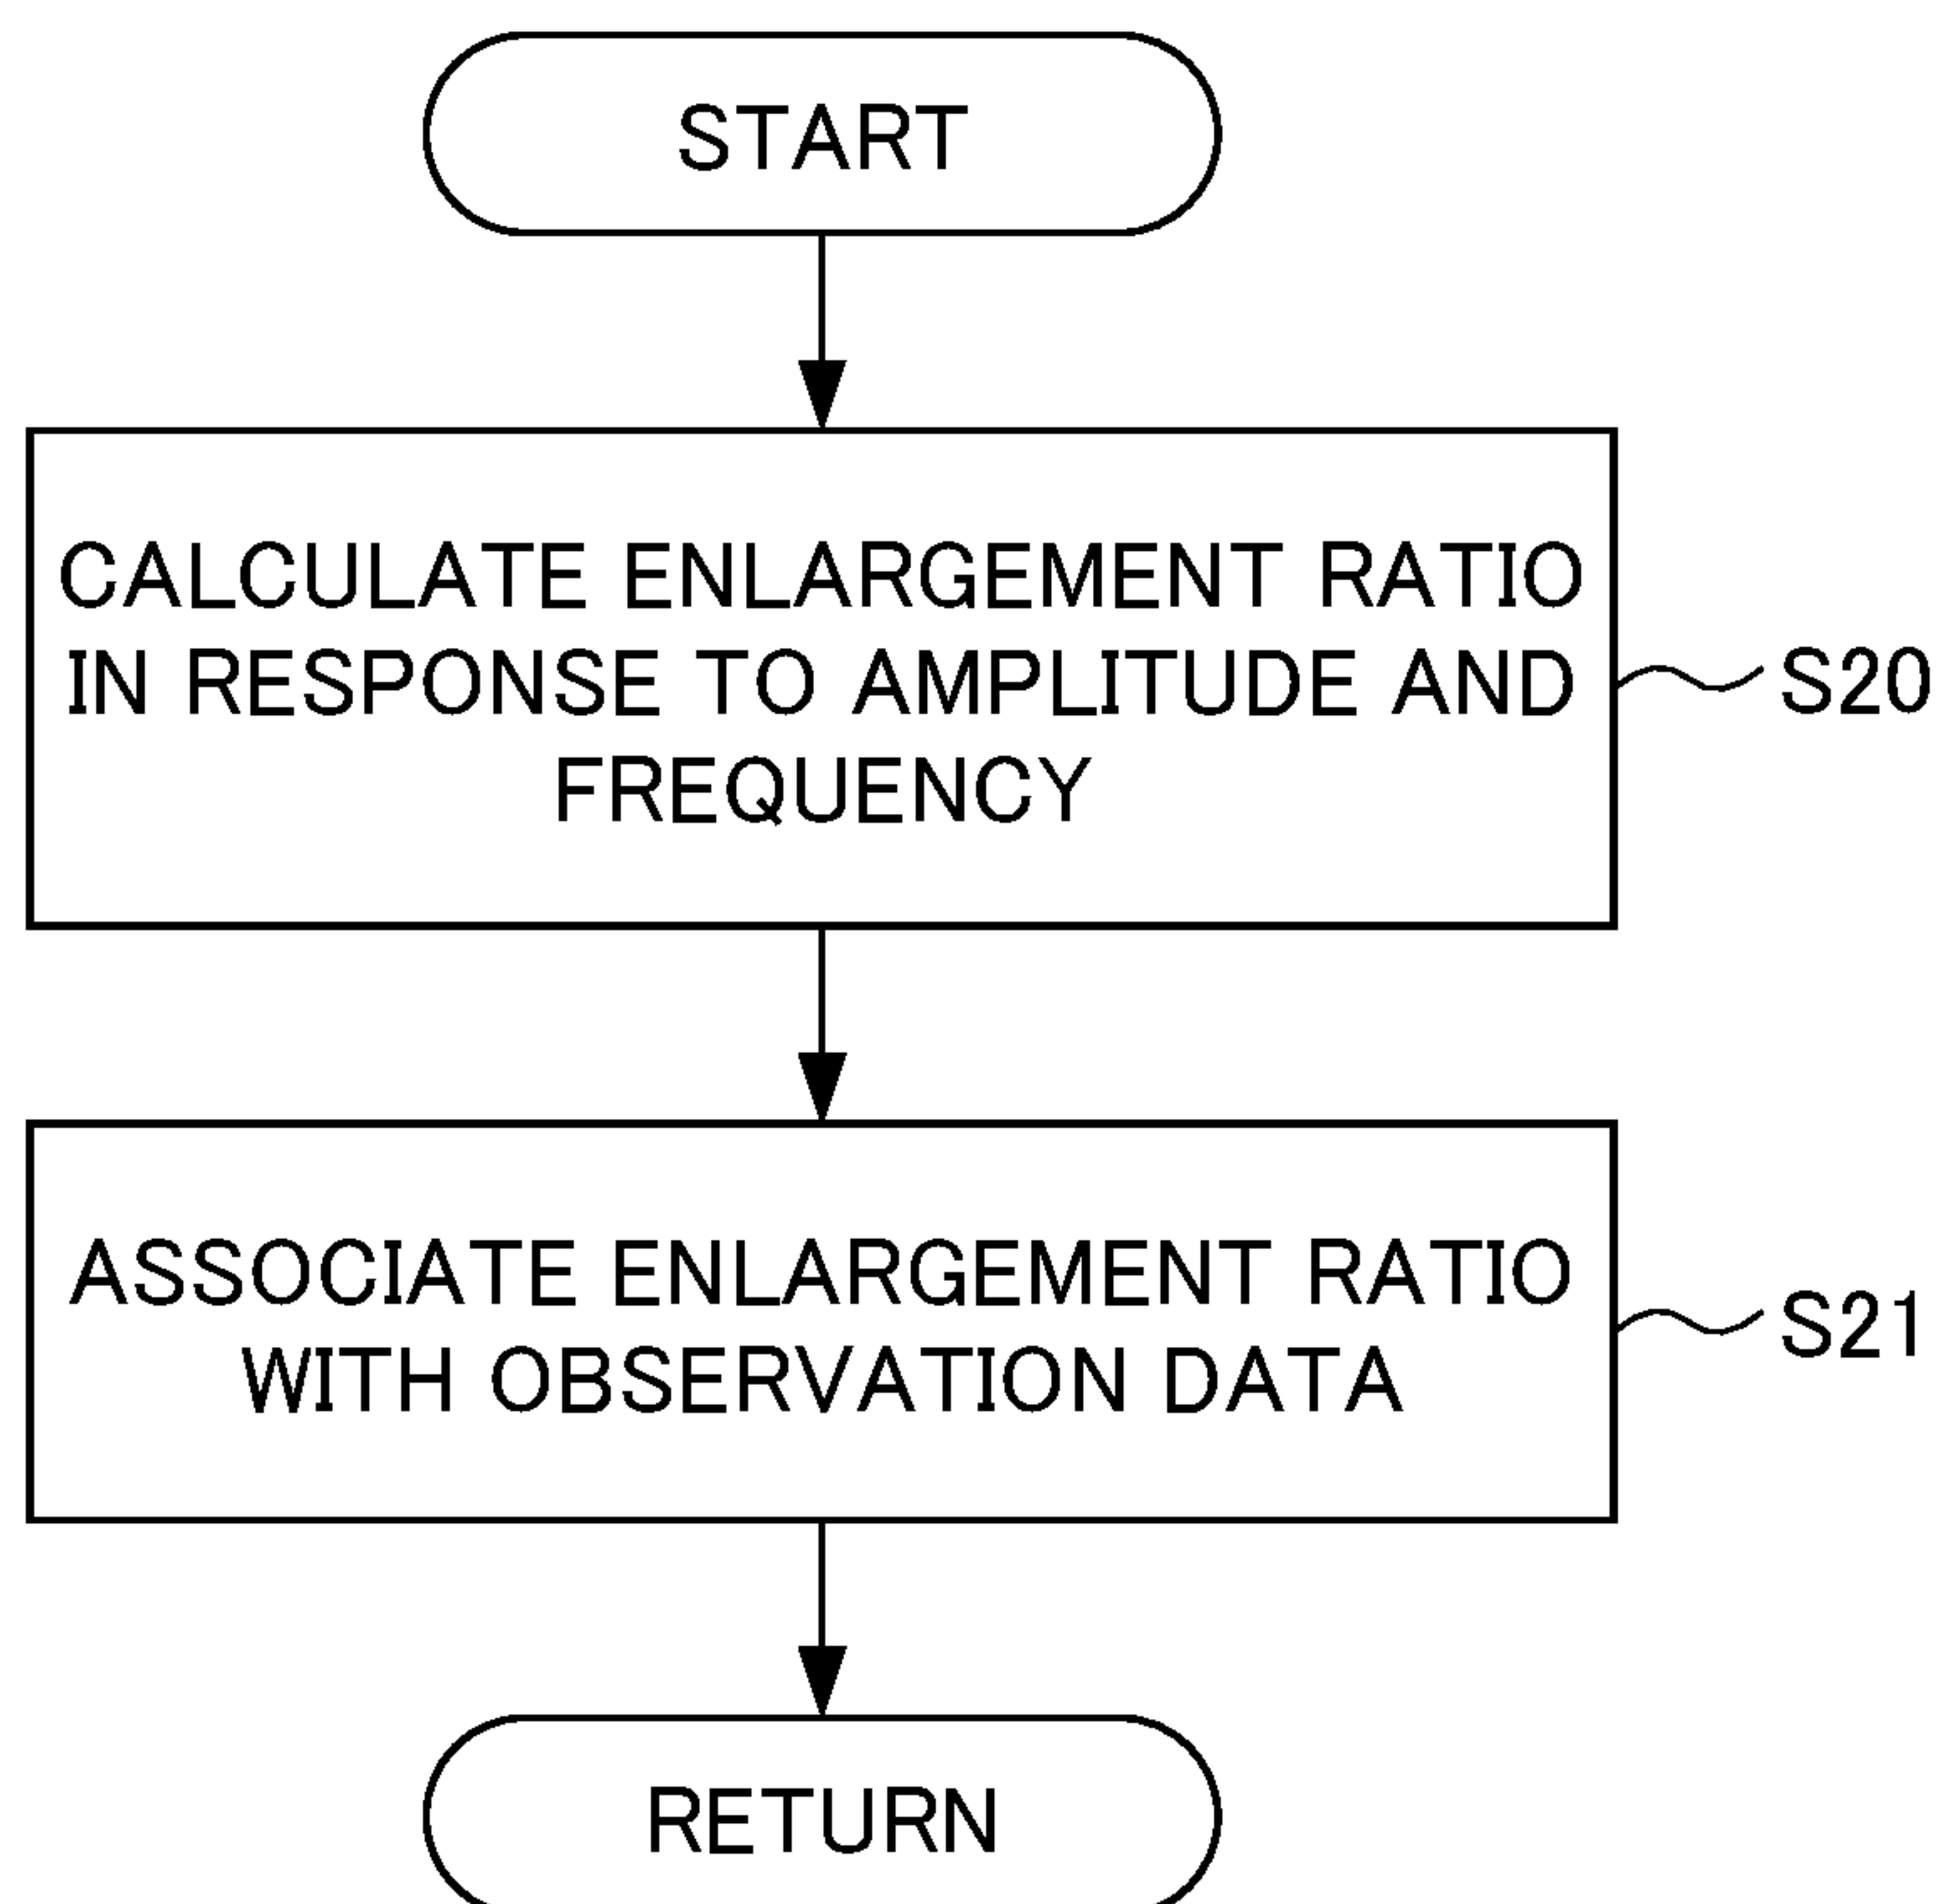 START
CALCULATE ENLARGEMENT RATIO
IN RESPONSE TO AMPLITUDE AND
FREQUENCY
S20
ASSOCIATE ENLARGEMENT RATIO
WITH OBSERVATION DATA
S21
RETURN